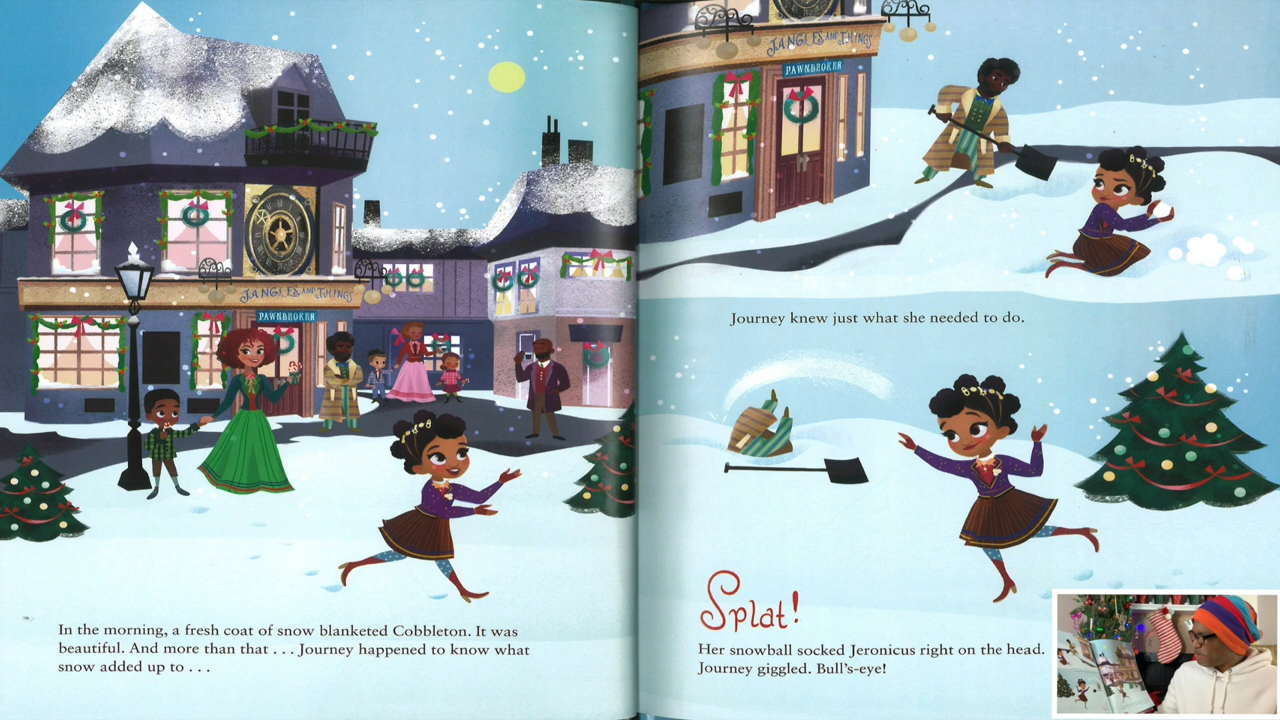 JANGLES AND THINGS
PAWNBROKER
In the morning, a fresh coat of snow blanketed Cobbleton. It was
beautiful. And more than that . . . Journey happened to know what
snow added up to . . .
JANGLES AND THINGS
PAWNBROKER
Journey knew just what she needed to do.
Splat!
Her snowball socked Jeronicus right on the head.
Journey giggled. Bull's-eye!